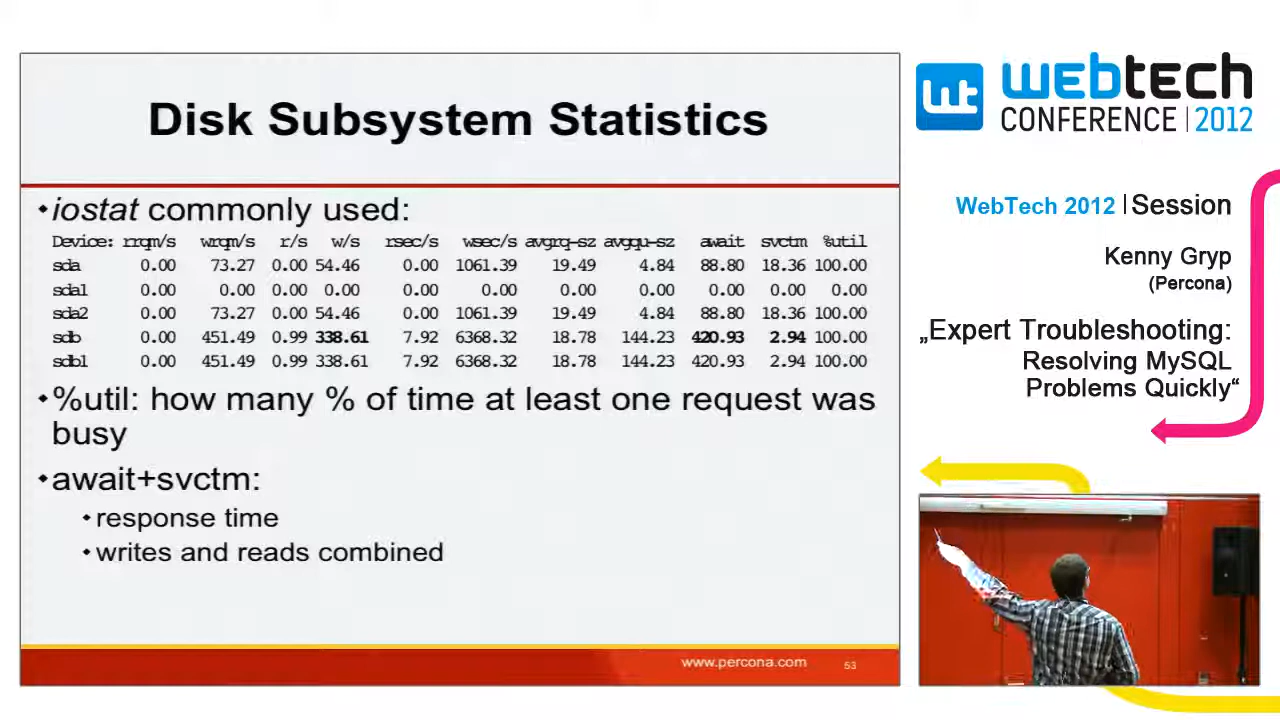 Disk Subsystem Statistics
iostat commonly used:
Device: rrqm/s wrqm/s r/s w/s rsec/s wsec/s avgrq-sz avgqu-sz await svctm %util
sda 0.00 73.27 0.00 54.46 0.00 1061.39 19.49 4.84 88.80 18.36 100.00
sda1 0.00 0.00 0.00 0.00 0.00 0.00 0.00 0.00 0.00 0.00 0.00
sda2 0.00 73.27 0.00 54.46 0.00 1061.39 19.49 4.84 88.80 18.36 100.00
sdb 0.00 451.49 0.99 338.61 7.92 6368.32 18.78 144.23 420.93 2.94 100.00
sdb1 0.00 451.49 0.99 338.61 7.92 6368.32 18.78 144.23 420.93 2.94 100.00
%util: how many % of time at least one request was
busy
await+svctm:
response time
writes and reads combined
www.percona.com 53
wt webtech
CONFERENCE | 2012
WebTech 2012 | Session
Kenny Gryp
(Percona)
„Expert Troubleshooting:
Resolving MySQL
Problems Quickly“